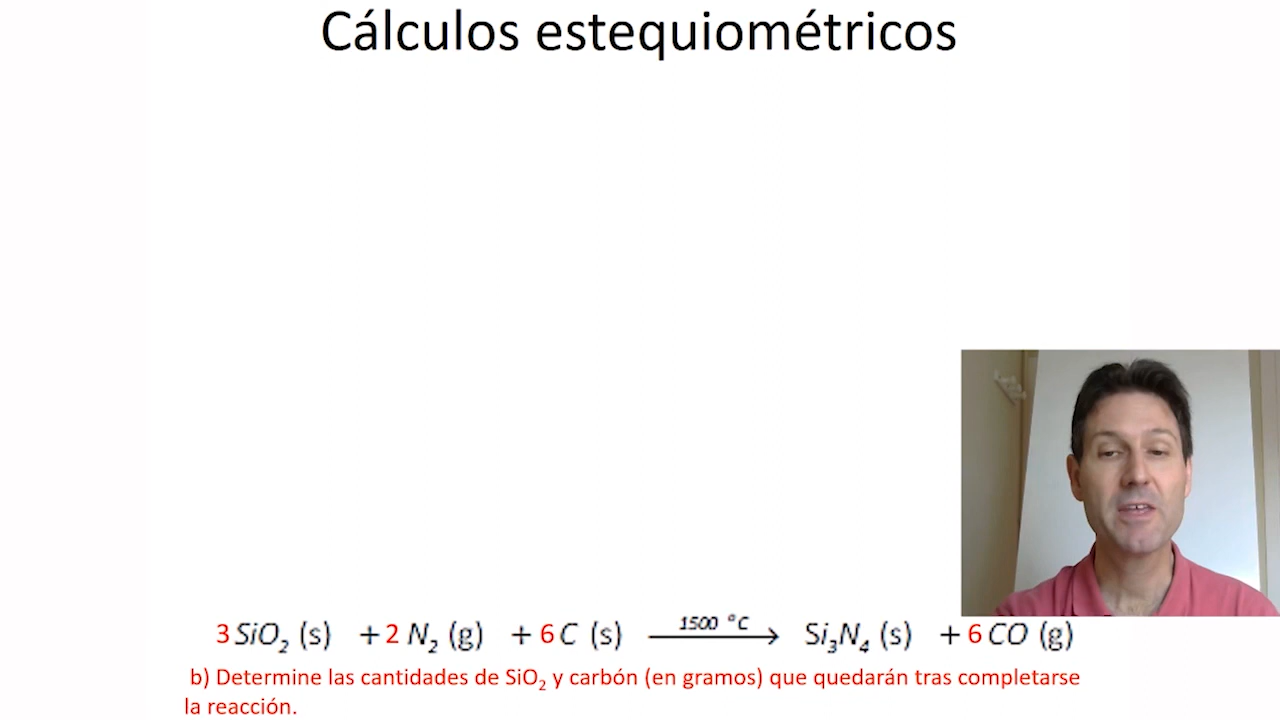 Cálculos estequiométricos
1500 °C
3 SiO₂ (s) + 2 N₂ (g) + 6 C (s) ⟶ Si₃N₄ (s) + 6 CO (g)
b) Determine las cantidades de SiO₂ y carbón (en gramos) que quedarán tras completarse
la reacción.